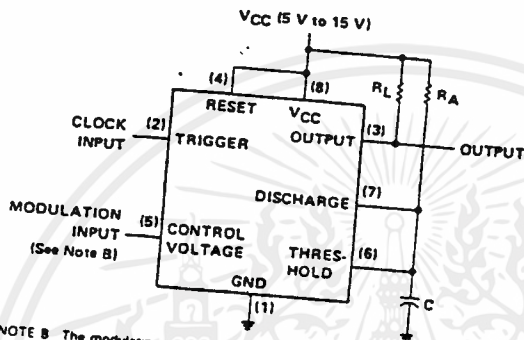 VCC (5 V to 15 V)
(4)
(8)
RL
RA
RESET
VCC
CLOCK
INPUT
(2)
TRIGGER
OUTPUT
(3)
OUTPUT
DISCHARGE
(7)
MODULATION
INPUT
(See Note B)
(5)
CONTROL
VOLTAGE
THRES-
HOLD
(6)
GND
(1)
C
NOTE B The